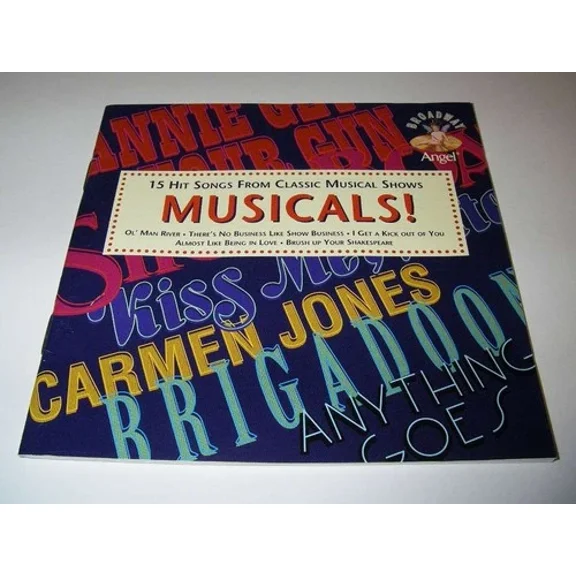 ANNIE GET
YOUR GUN
BROADWAY
Angel®
15 HIT SONGS FROM CLASSIC MUSICAL SHOWS
MUSICALS!
OL' MAN RIVER • THERE'S NO BUSINESS LIKE SHOW BUSINESS • I GET A KICK OUT OF YOU
ALMOST LIKE BEING IN LOVE • BRUSH UP YOUR SHAKESPEARE
Kiss Me,
CARMEN JONES
BRIGADOON
ANYTHING
GOES